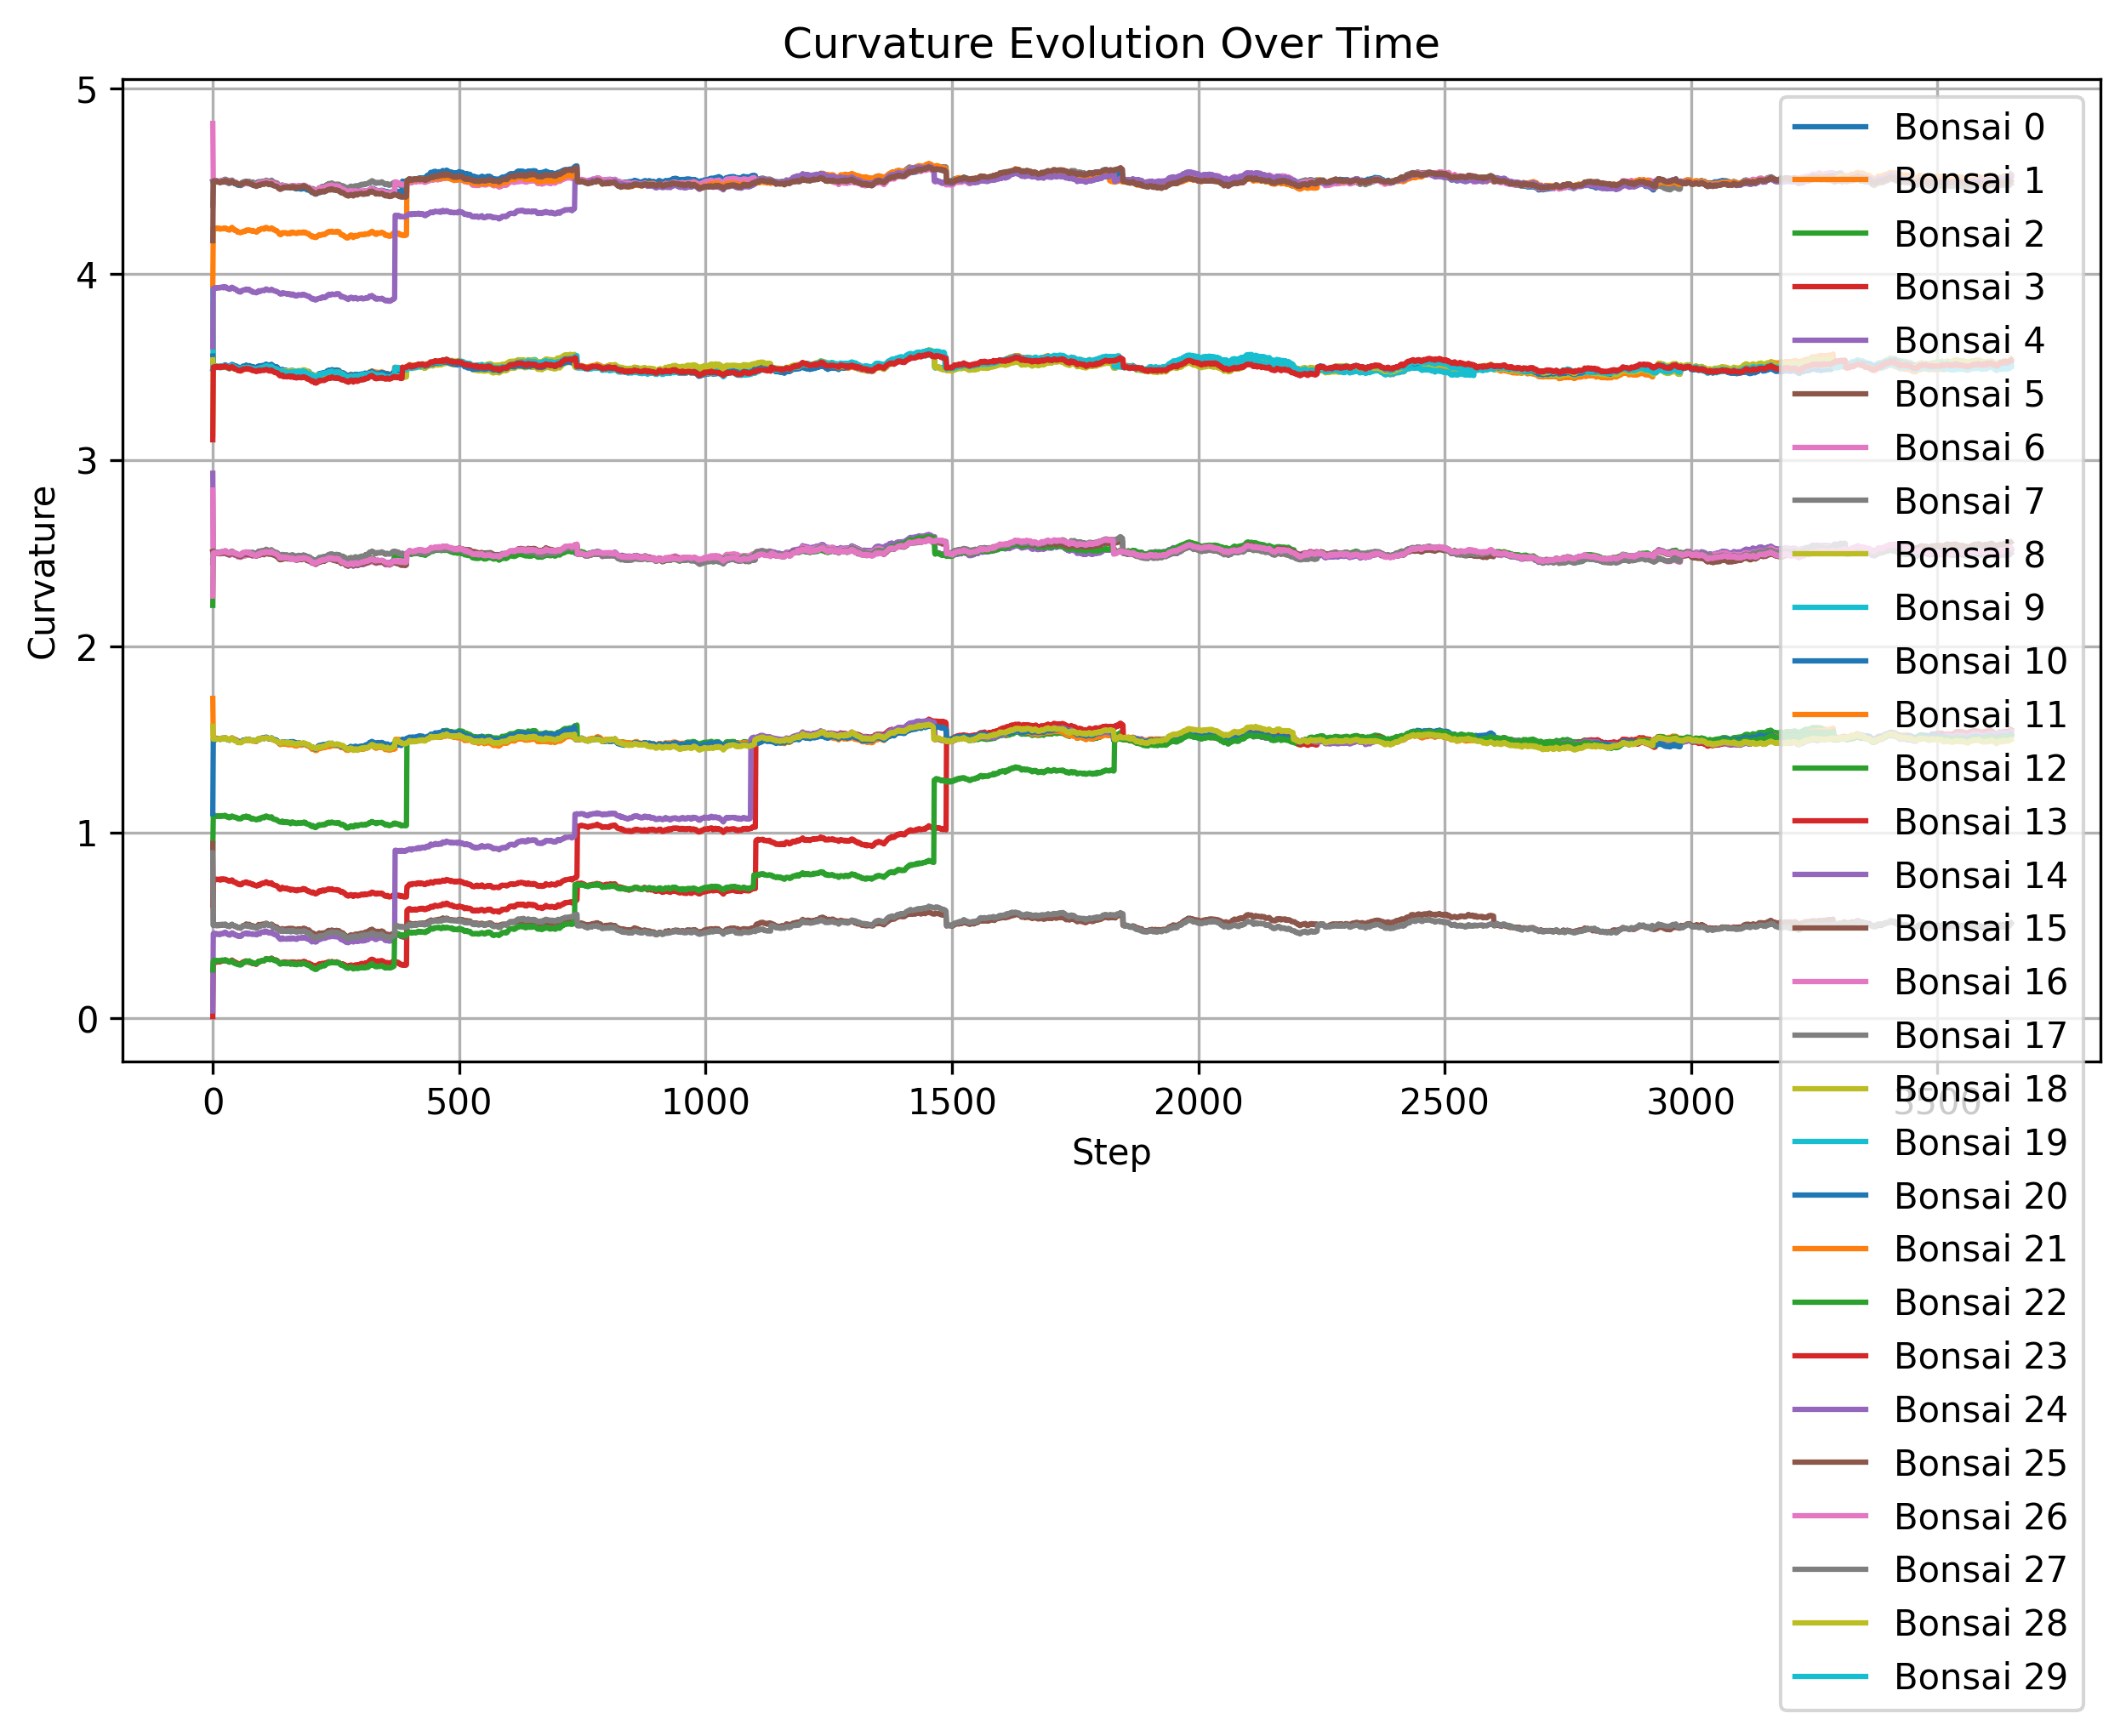 Curvature Evolution Over Time
Curvature
5
4
3
2
1
0
0 500 1000 1500 2000 2500 3000 3500
Step
Bonsai 0
Bonsai 1
Bonsai 2
Bonsai 3
Bonsai 4
Bonsai 5
Bonsai 6
Bonsai 7
Bonsai 8
Bonsai 9
Bonsai 10
Bonsai 11
Bonsai 12
Bonsai 13
Bonsai 14
Bonsai 15
Bonsai 16
Bonsai 17
Bonsai 18
Bonsai 19
Bonsai 20
Bonsai 21
Bonsai 22
Bonsai 23
Bonsai 24
Bonsai 25
Bonsai 26
Bonsai 27
Bonsai 28
Bonsai 29